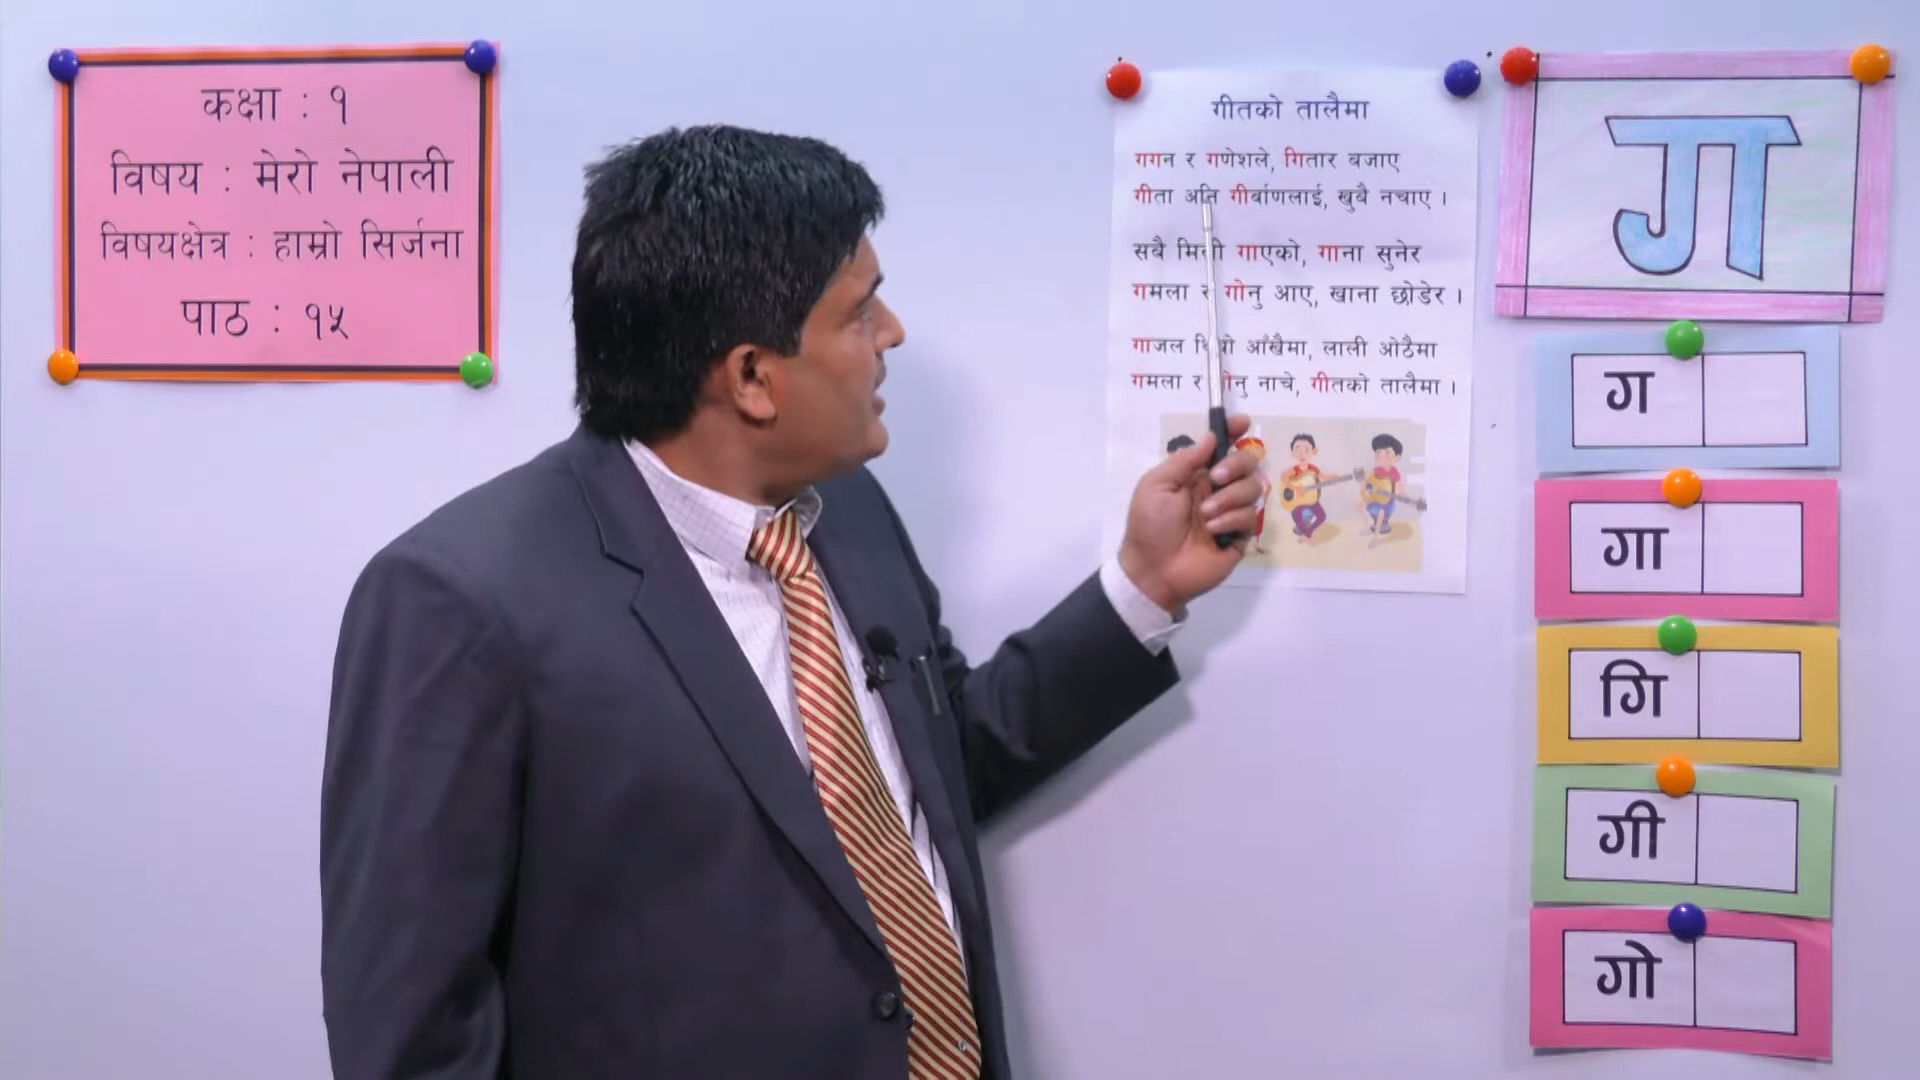 कक्षा : १
विषय : मेरो नेपाली
विषयक्षेत्र : हाम्रो सिर्जना
पाठ : १५
गीतको तालैमा
गगन र गणेशले, गितार बजाए
गीता अनि गीर्बाणलाई, खुबै नचाए ।
सबै मिली गाएको, गाना सुनेर
गमला र गोनु आए, खाना छोडेर ।
गाजल आँखैमा, लाली ओठैमा
गमला र गोनु नाचे, गीतको तालैमा ।
ग
ग
गा
गि
गी
गो